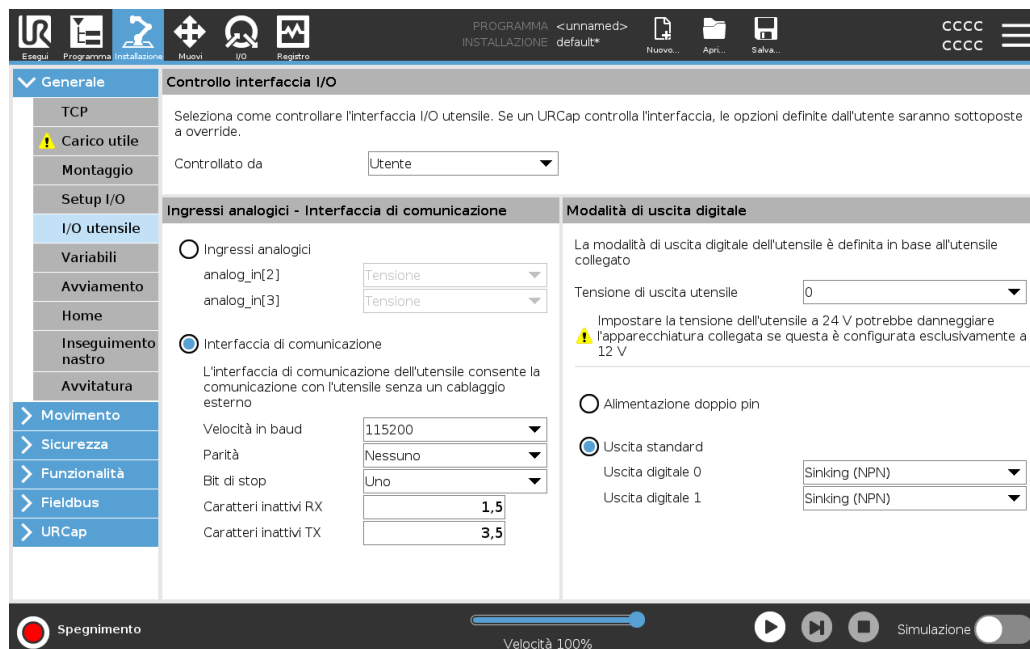 PROGRAMMA <unnamed>
INSTALLAZIONE default*
Nuovo...
Apri...
Salva...
CCCC
CCCC
UR
Esegui
Programma
Installazione
Muovi
I/O
Registro
Generale
TCP
Carico utile
Montaggio
Setup I/O
I/O utensile
Variabili
Avviamento
Home
Inseguimento
nastro
Avvitatura
Movimento
Sicurezza
Funzionalità
Fieldbus
URCap
Controllo interfaccia I/O
Seleziona come controllare l'interfaccia I/O utensile. Se un URCap controlla l'interfaccia, le opzioni definite dall'utente saranno sottoposte
a override.
Controllato da
Utente
Ingressi analogici - Interfaccia di comunicazione
Ingressi analogici
analog_in[2]
Tensione
analog_in[3]
Tensione
Interfaccia di comunicazione
L'interfaccia di comunicazione dell'utensile consente la
comunicazione con l'utensile senza un cablaggio
esterno
Velocità in baud
115200
Parità
Nessuno
Bit di stop
Uno
Caratteri inattivi RX
1,5
Caratteri inattivi TX
3,5
Modalità di uscita digitale
La modalità di uscita digitale dell'utensile è definita in base all'utensile
collegato
Tensione di uscita utensile
0
Impostare la tensione dell'utensile a 24 V potrebbe danneggiare
l'apparecchiatura collegata se questa è configurata esclusivamente a
12 V
Alimentazione doppio pin
Uscita standard
Uscita digitale 0
Sinking (NPN)
Uscita digitale 1
Sinking (NPN)
Spegnimento
Velocità 100%
Simulazione